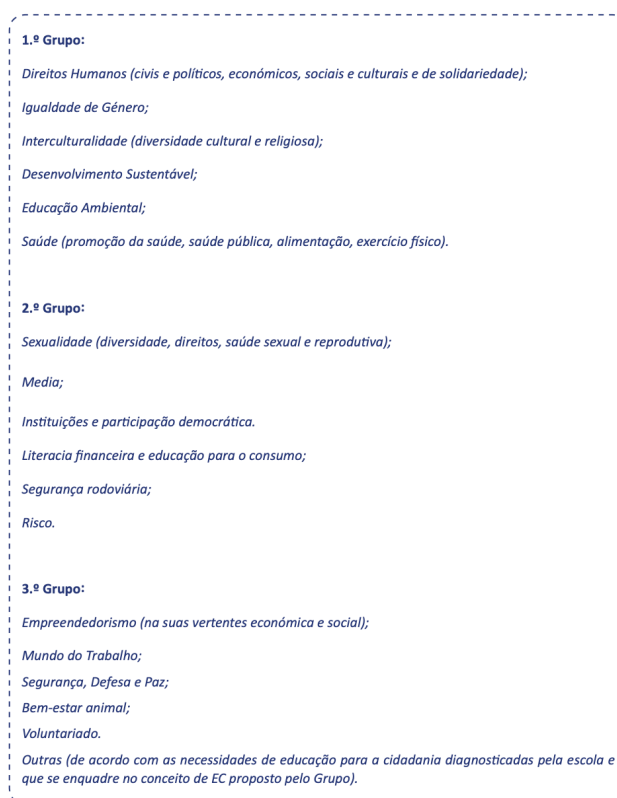 1.º Grupo:
Direitos Humanos (civis e políticos, económicos, sociais e culturais e de solidariedade);
Igualdade de Género;
Interculturalidade (diversidade cultural e religiosa);
Desenvolvimento Sustentável;
Educação Ambiental;
Saúde (promoção da saúde, saúde pública, alimentação, exercício físico).
2.º Grupo:
Sexualidade (diversidade, direitos, saúde sexual e reprodutiva);
Media;
Instituições e participação democrática.
Literacia financeira e educação para o consumo;
Segurança rodoviária;
Risco.
3.º Grupo:
Empreendedorismo (na suas vertentes económica e social);
Mundo do Trabalho;
Segurança, Defesa e Paz;
Bem-estar animal;
Voluntariado.
Outras (de acordo com as necessidades de educação para a cidadania diagnosticadas pela escola e
que se enquadre no conceito de EC proposto pelo Grupo).